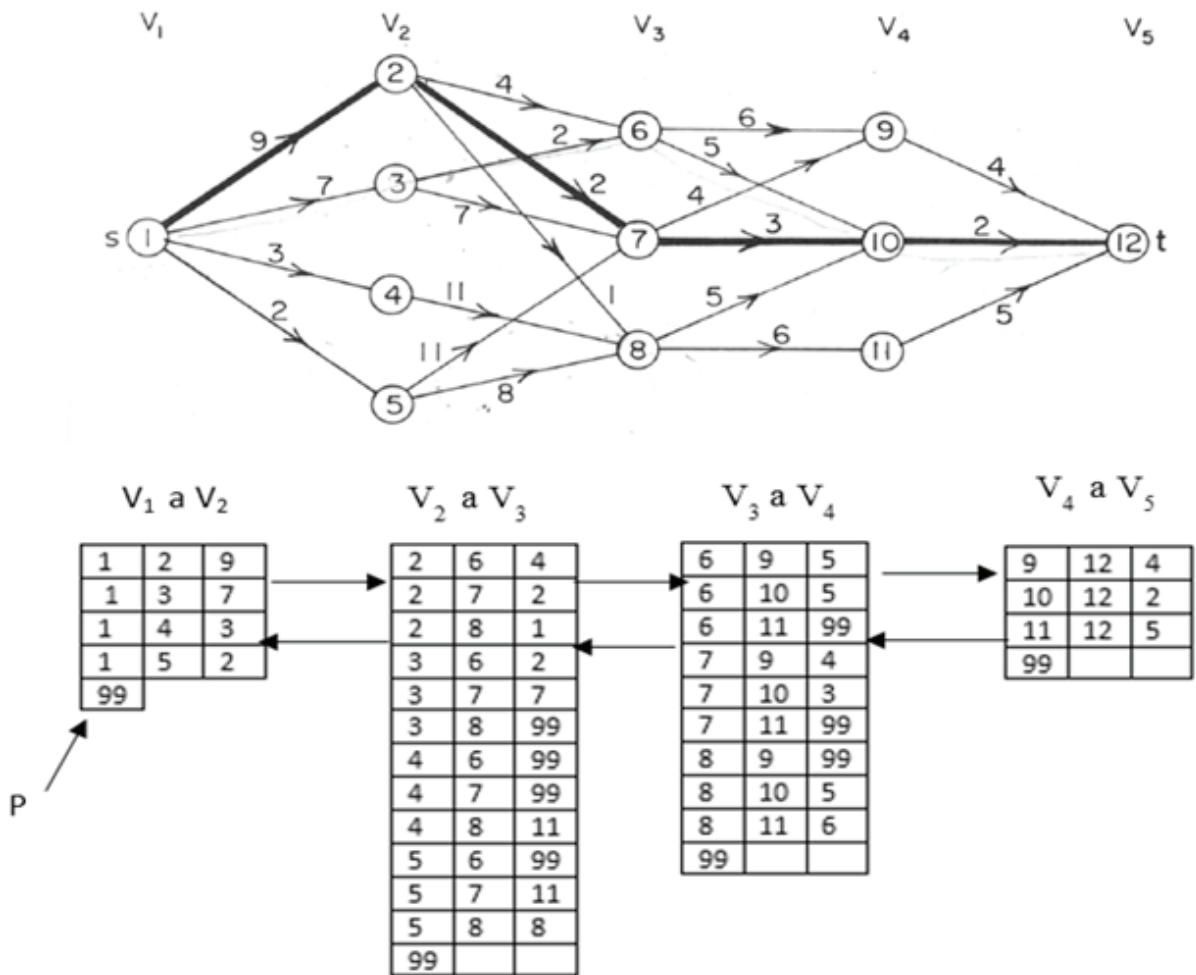 V1 V2 V3 V4 V5
2
4
6
6
9
9
2
5
4
7
3
2
4
7
s 1
7
3
10
2
12 t
3
4
11
1
5
5
2
11
8
6
11
5
8
V1 a V2
V2 a V3
V3 a V4
V4 a V5
1 2 9
1 3 7
1 4 3
1 5 2
99
P
2 6 4
2 7 2
2 8 1
3 6 2
3 7 7
3 8 99
4 6 99
4 7 99
4 8 11
5 6 99
5 7 11
5 8 8
99
6 9 5
6 10 5
6 11 99
7 9 4
7 10 3
7 11 99
8 9 99
8 10 5
8 11 6
99
9 12 4
10 12 2
11 12 5
99